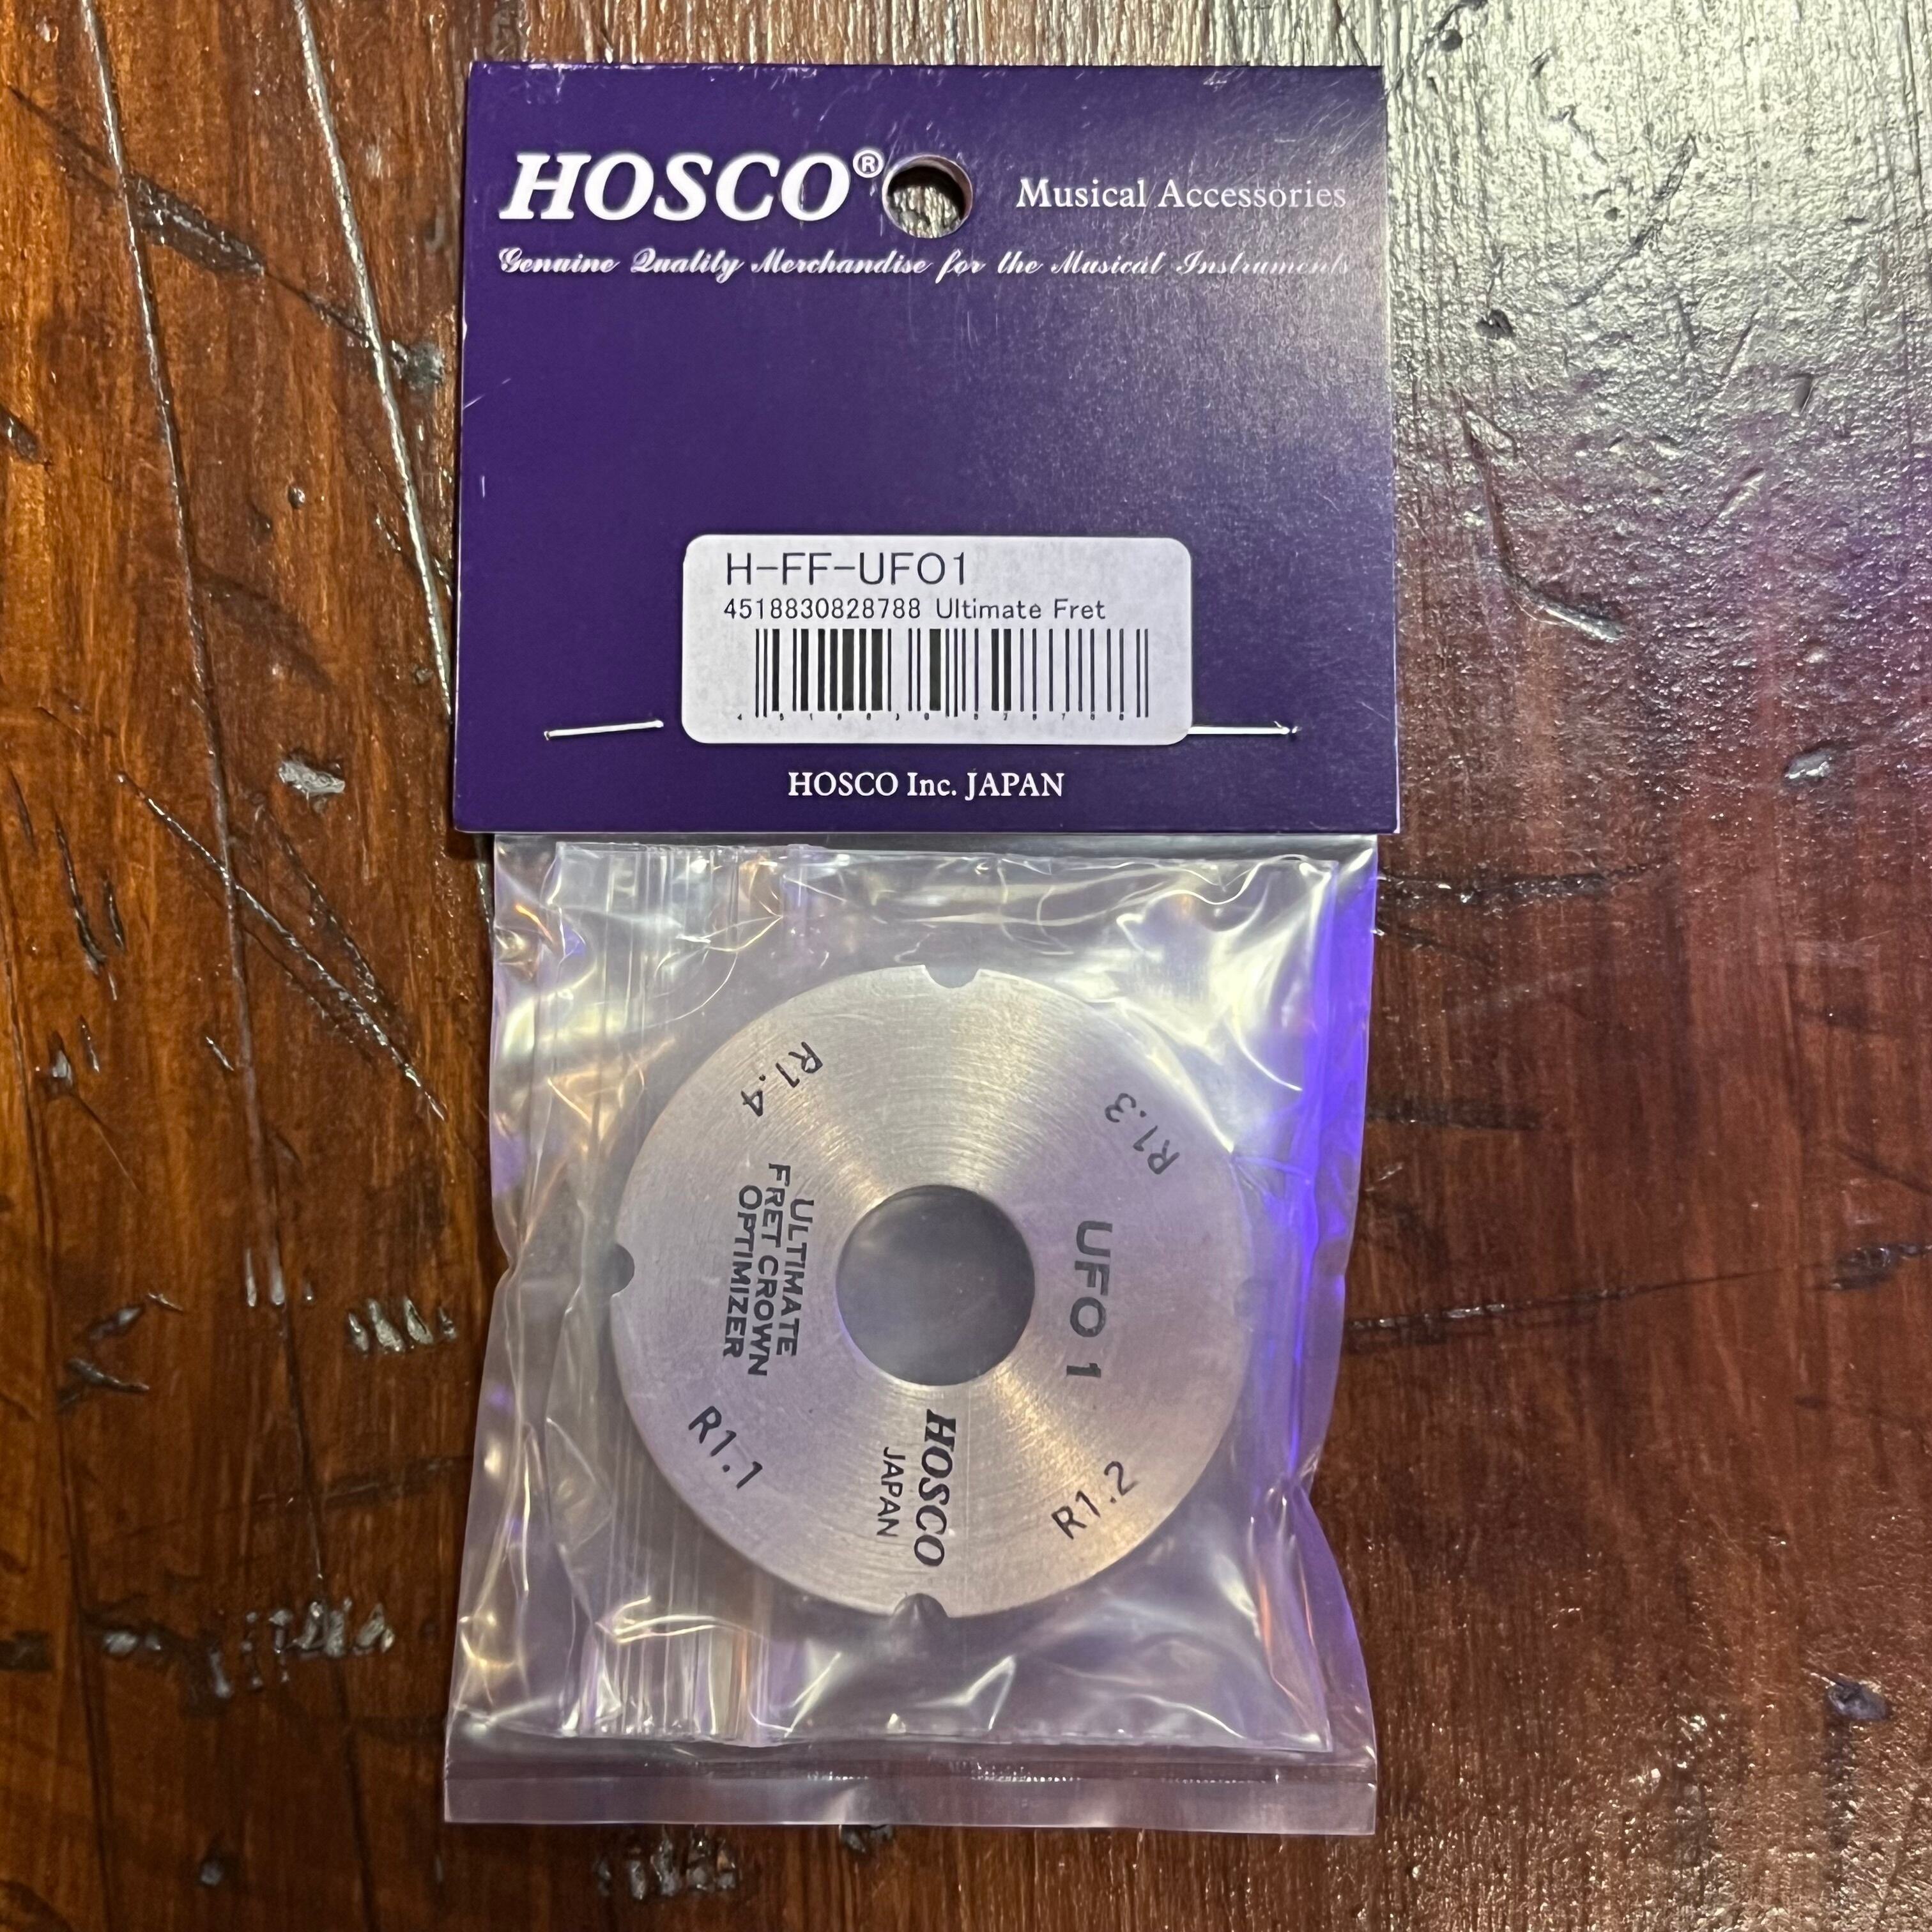 HOSCO®
Musical Accessories
Genuine Quality Merchandise for the Musical Instruments
H-FF-UFO1
4518830828788 Ultimate Fret
HOSCO Inc. JAPAN
R1.4
R1.3
ULTIMATE
FRET CROWN
OPTIMIZER
UFO 1
R1.1
R1.2
HOSCO
JAPAN